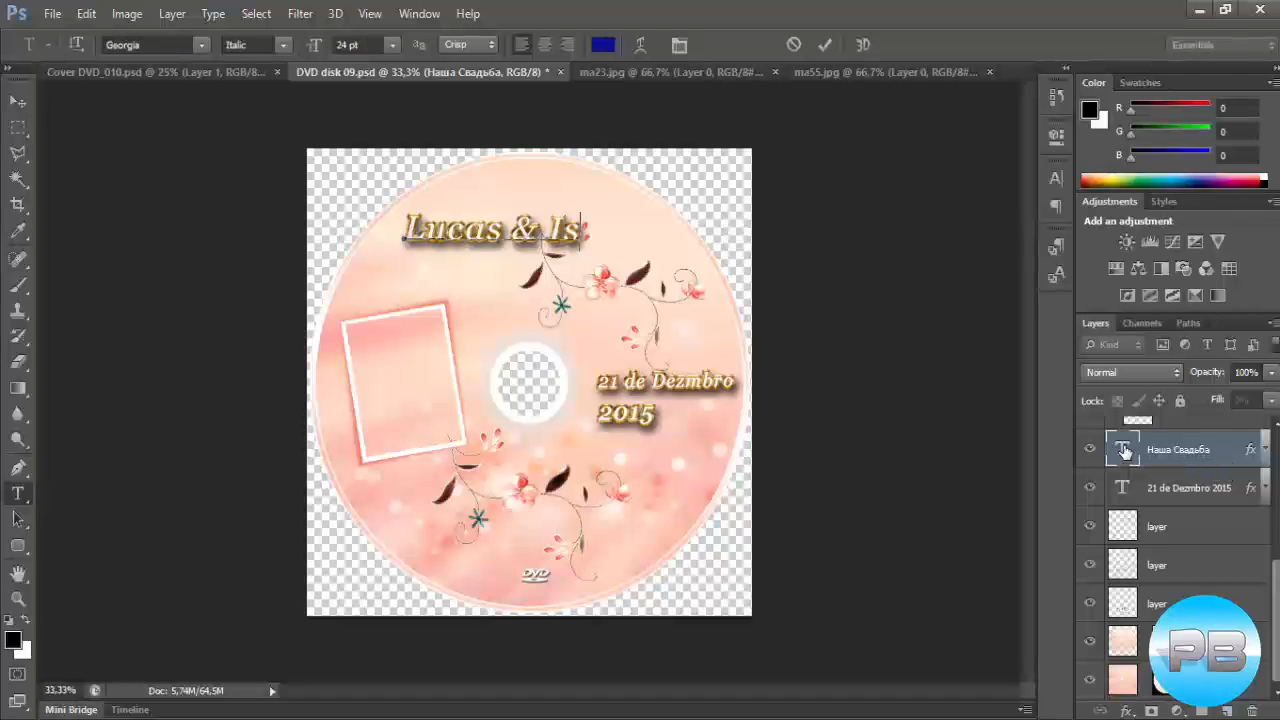 Ps File Edit Image Layer Type Select Filter 3D View Window Help
T Georgia Italic 24 pt Crisp 3D Essentials
Cover DVD_010.psd @ 25% (Layer 1, RGB/8... × DVD disk 09.psd @ 33,3% (Наша Свадьба, RGB/8) * × ma23.jpg @ 66,7% (Layer 0, RGB/8#... × ma55.jpg @ 66,7% (Layer 0, RGB/8#... ×
Color Swatches
R 0
G 0
B 0
Adjustments Styles
Add an adjustment
Lucas & Is
21 de Dezmbro
2015
DVD
Layers Channels Paths
Kind
Normal Opacity: 100%
Lock: Fill:
T Наша Свадьба fx
T 21 de Dezmbro 2015 fx
layer
layer
layer
PB
33,33% Doc: 5,74M/64,5M
Mini Bridge Timeline